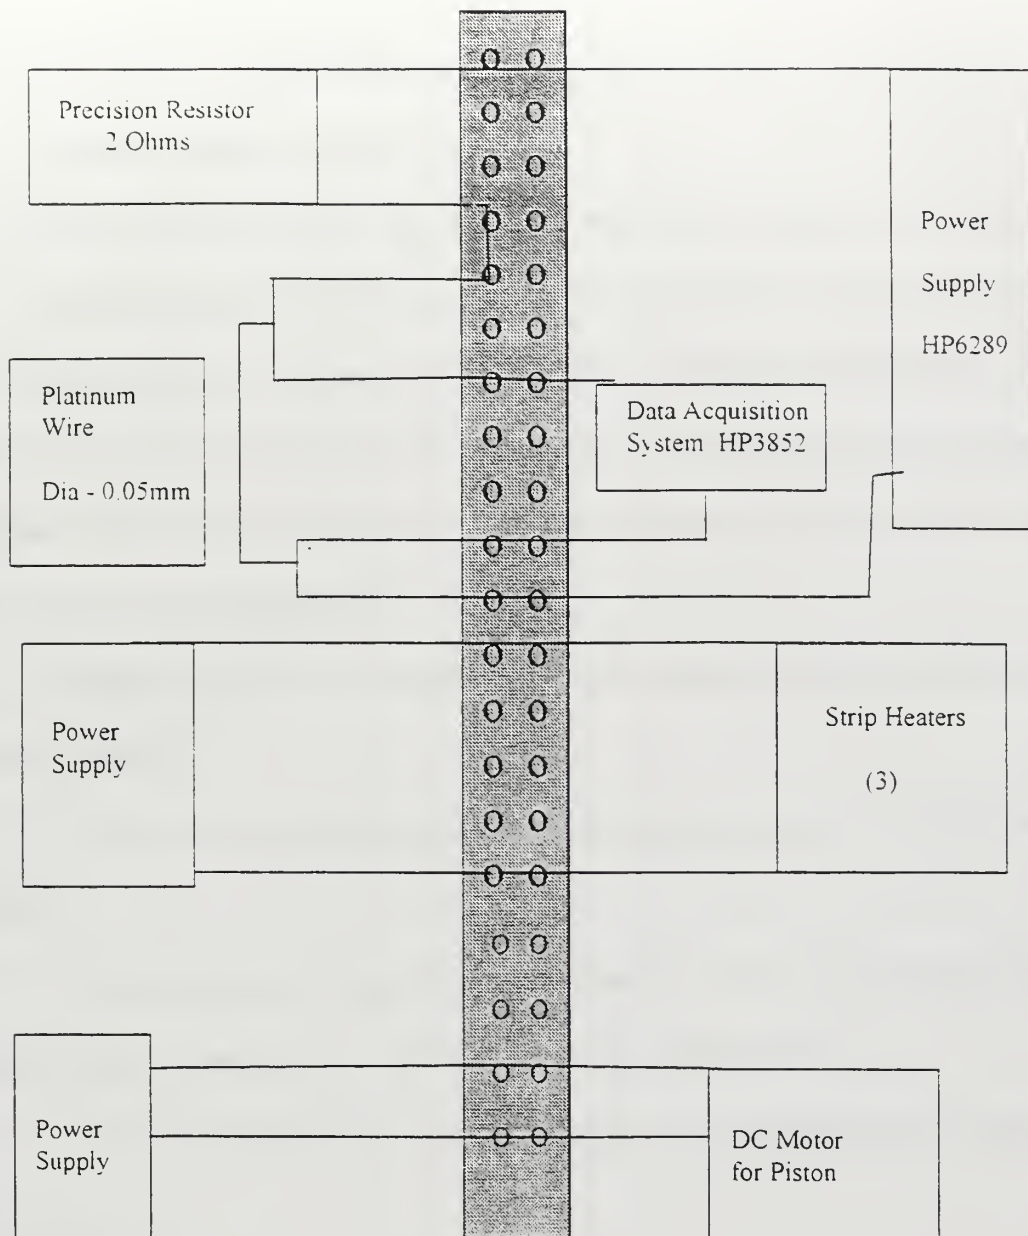 Precision Resistor
2 Ohms
Power
Supply
HP6289
Platinum
Wire
Dia - 0.05mm
Data Acquisition
System HP3852
Power
Supply
Strip Heaters
(3)
Power
Supply
DC Motor
for Piston